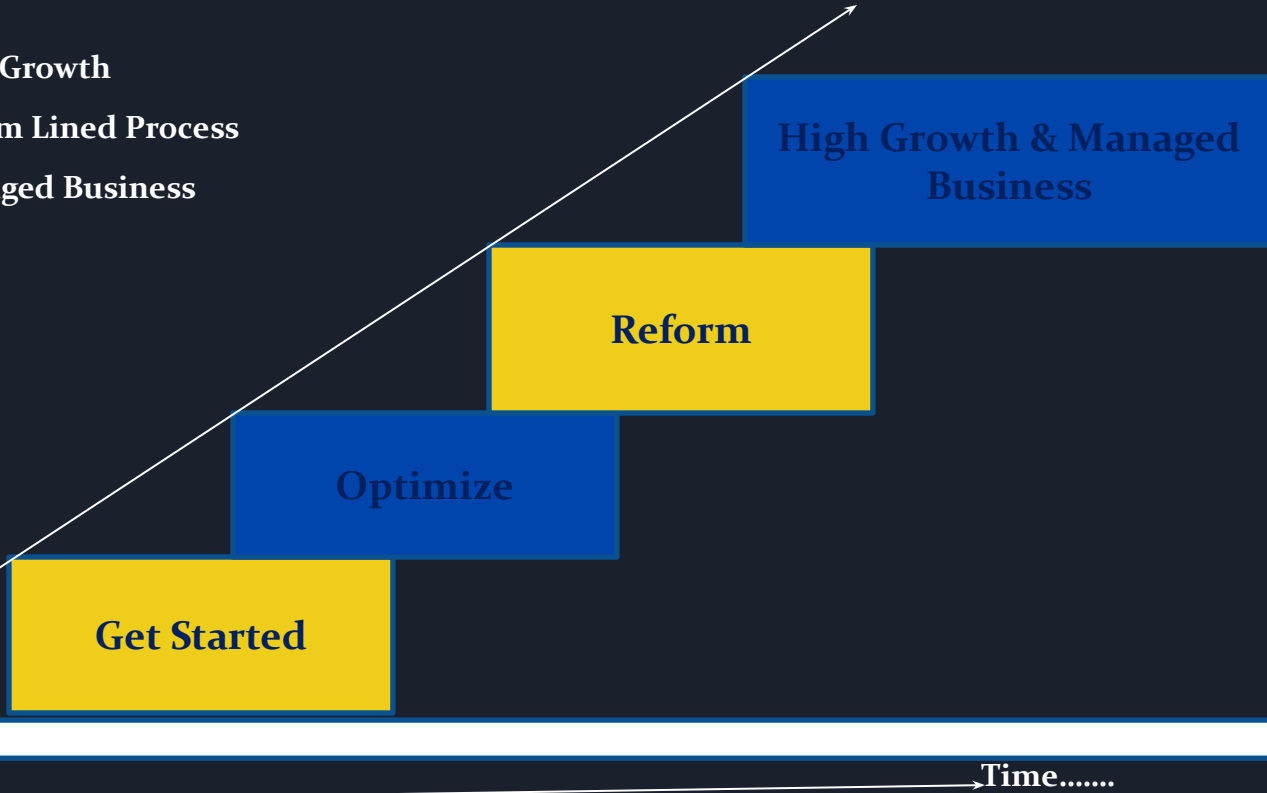 Growth
m Lined Process
ged Business
High Growth & Managed
Business
Reform
Optimize
Get Started
Time.......